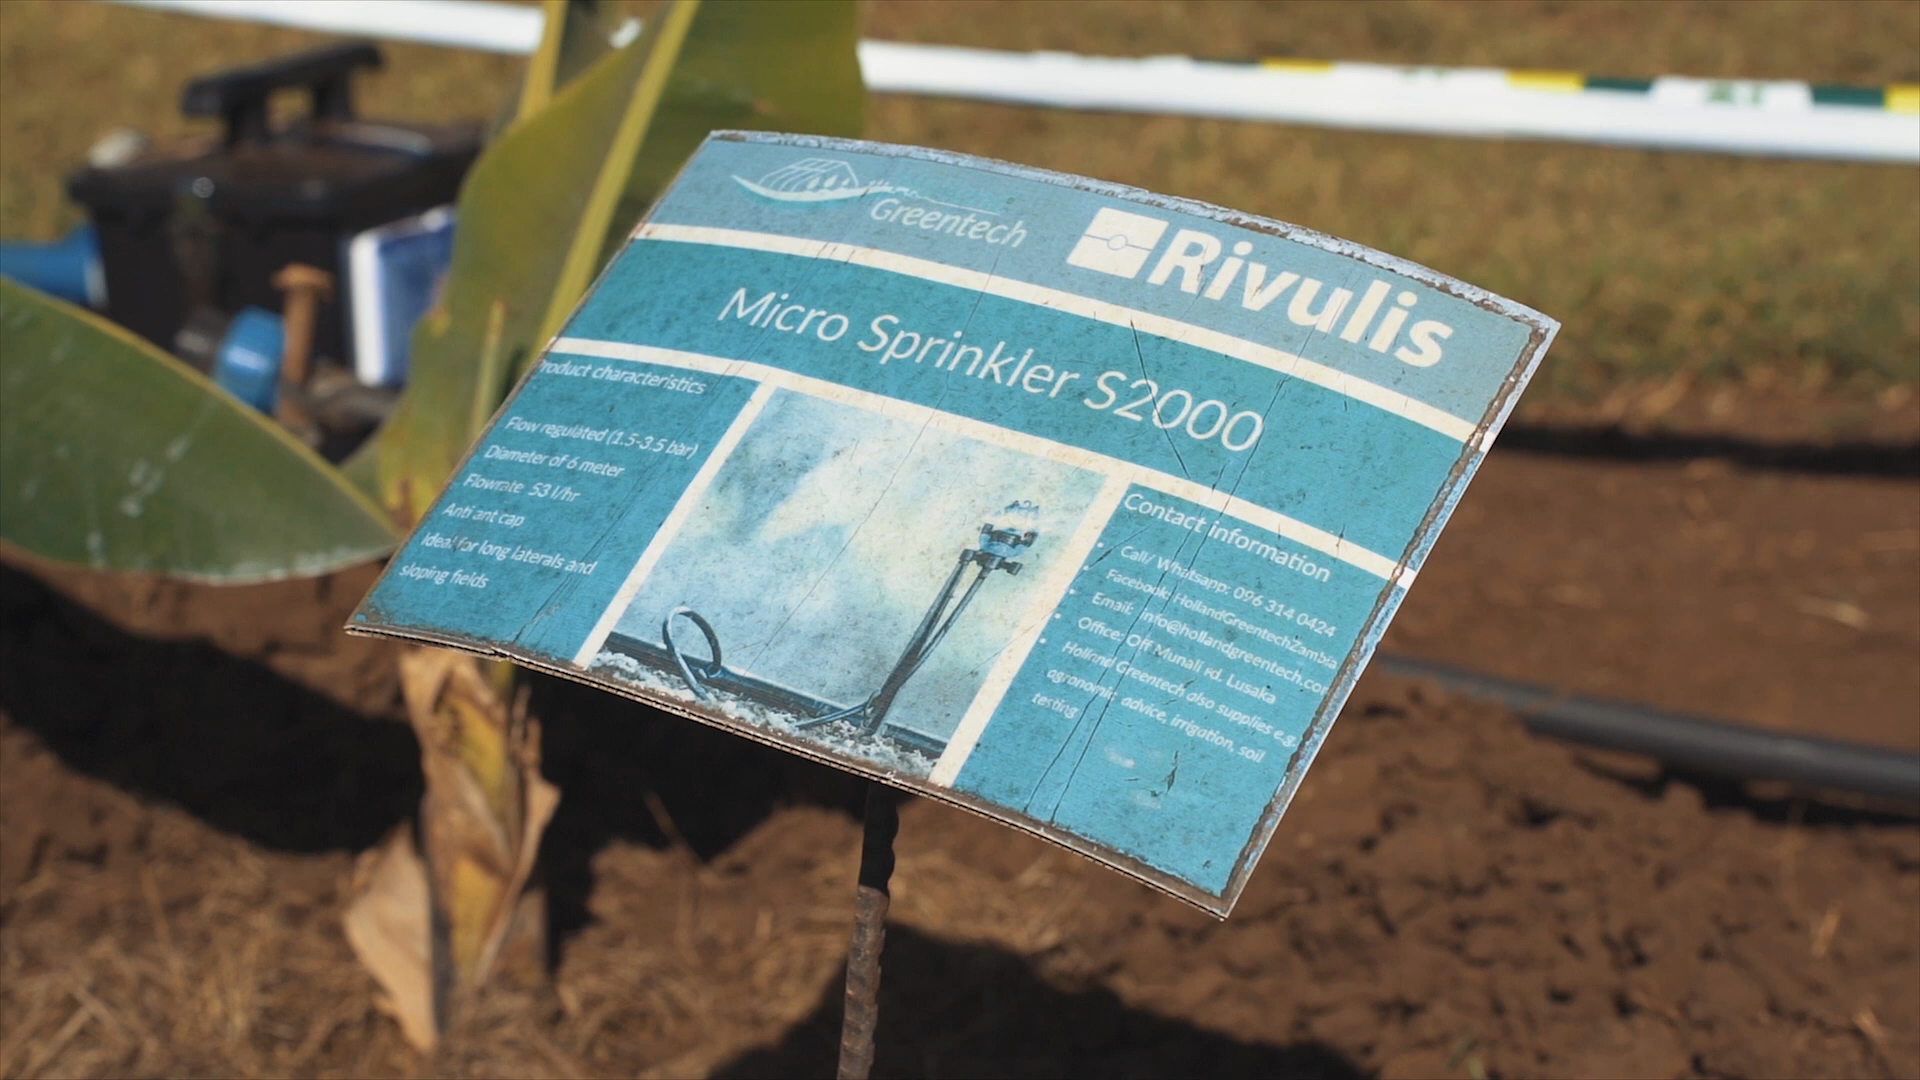 Greentech
Rivulis
Micro Sprinkler S2000
Product characteristics
Flow regulated (1.5-3.5 bar)
Diameter of 6 meter
Flowrate 53 l/hr
Anti ant cap
Ideal for long laterals and
sloping fields
Contact information
Call/ Whatsapp: 096 314 0424
Facebook: HollandGreentechZambia
Email: info@hollandgreentech.co
Office: Off Munali rd. Lusaka
Holland Greentech also supplies e.g.
agronomic advice, irrigation, soil
testing